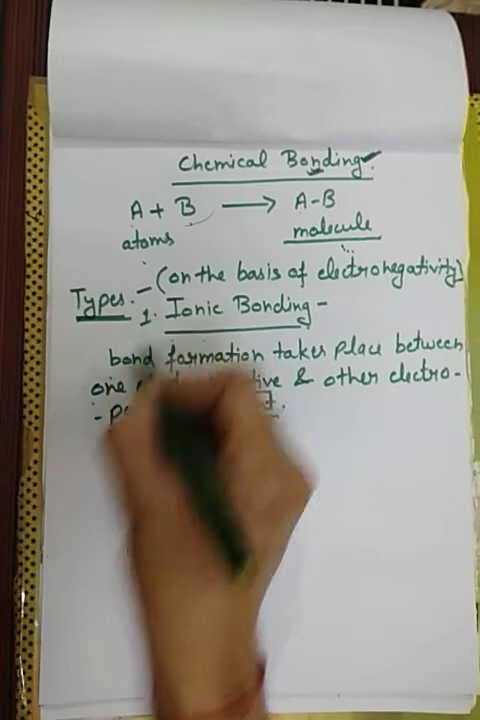 Chemical Bonding
A + B → A-B
atoms molecule
Types. - (on the basis of electronegativity)
1. Ionic Bonding -
bond formation takes place between
one & other electro-